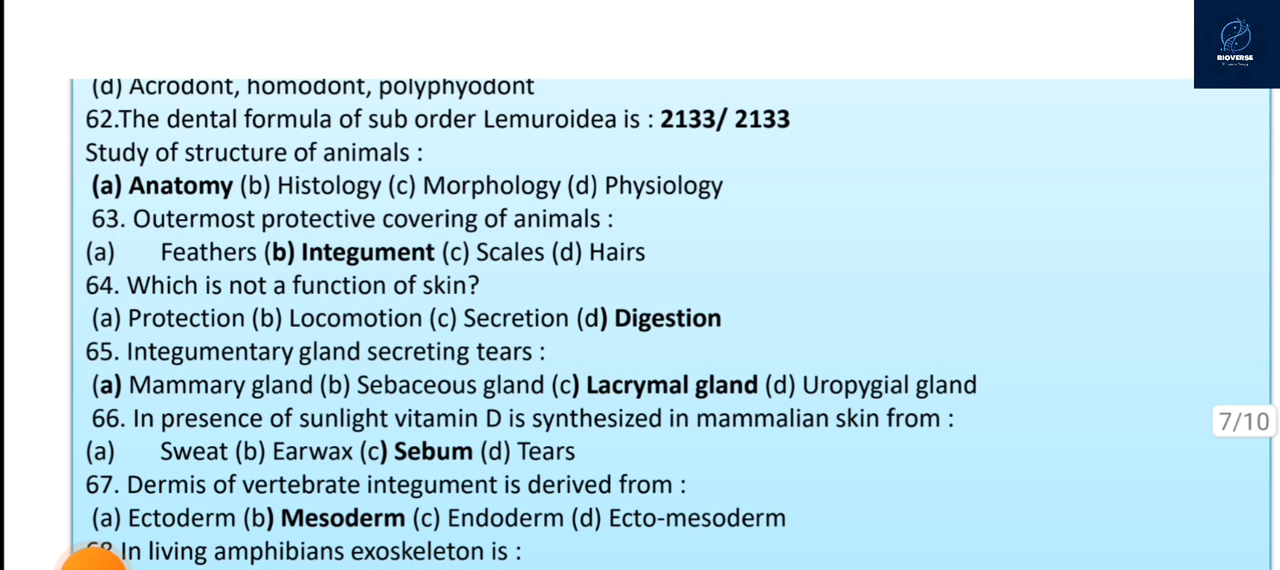 BIOVERSE
(d) Acrodont, homodont, polyphyodont
62.The dental formula of sub order Lemuroidea is : 2133/ 2133
Study of structure of animals :
(a) Anatomy (b) Histology (c) Morphology (d) Physiology
63. Outermost protective covering of animals :
(a) Feathers (b) Integument (c) Scales (d) Hairs
64. Which is not a function of skin?
(a) Protection (b) Locomotion (c) Secretion (d) Digestion
65. Integumentary gland secreting tears :
(a) Mammary gland (b) Sebaceous gland (c) Lacrymal gland (d) Uropygial gland
66. In presence of sunlight vitamin D is synthesized in mammalian skin from :
7/10
(a) Sweat (b) Earwax (c) Sebum (d) Tears
67. Dermis of vertebrate integument is derived from :
(a) Ectoderm (b) Mesoderm (c) Endoderm (d) Ecto-mesoderm
In living amphibians exoskeleton is :